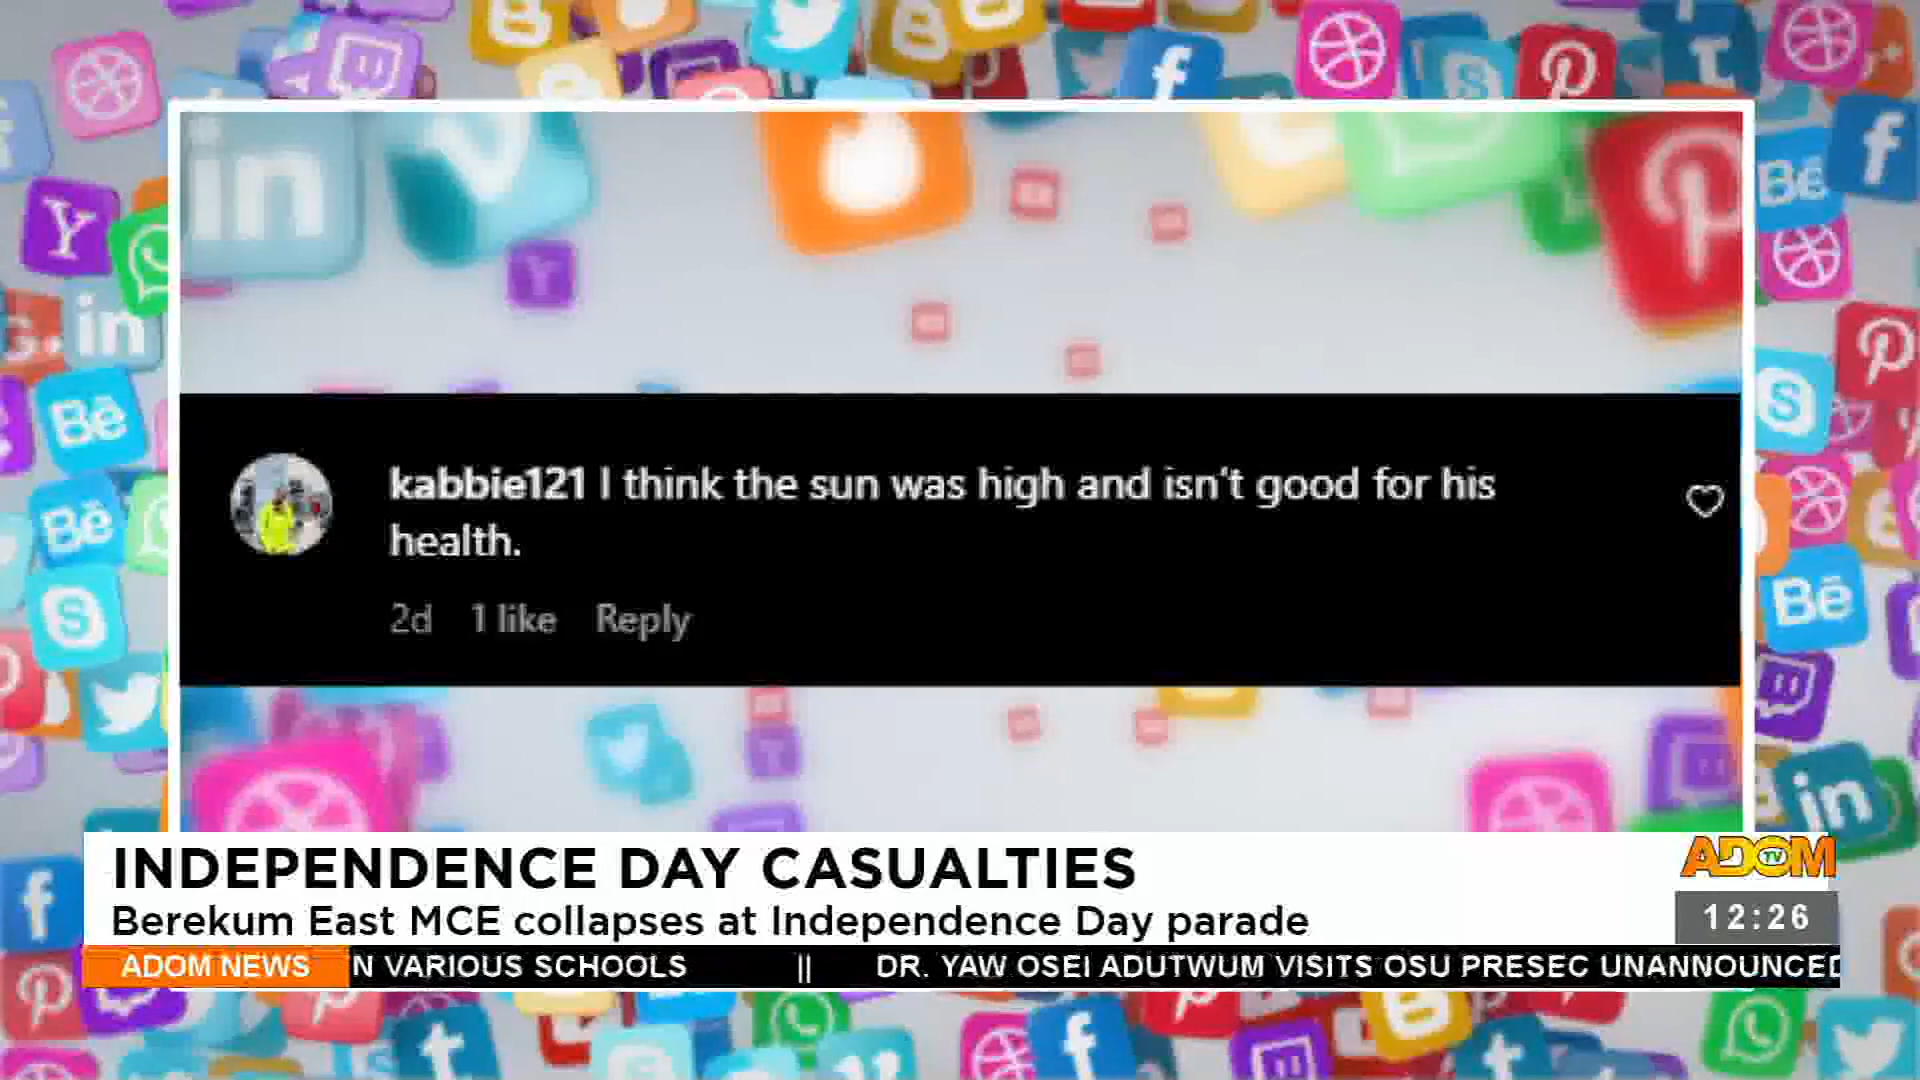 kabbie121 I think the sun was high and isn't good for his
health.
2d 1 like Reply
INDEPENDENCE DAY CASUALTIES
Berekum East MCE collapses at Independence Day parade
ADOM TV
12:26
ADOM NEWS
N VARIOUS SCHOOLS || DR. YAW OSEI ADUTWUM VISITS OSU PRESEC UNANNOUNCED